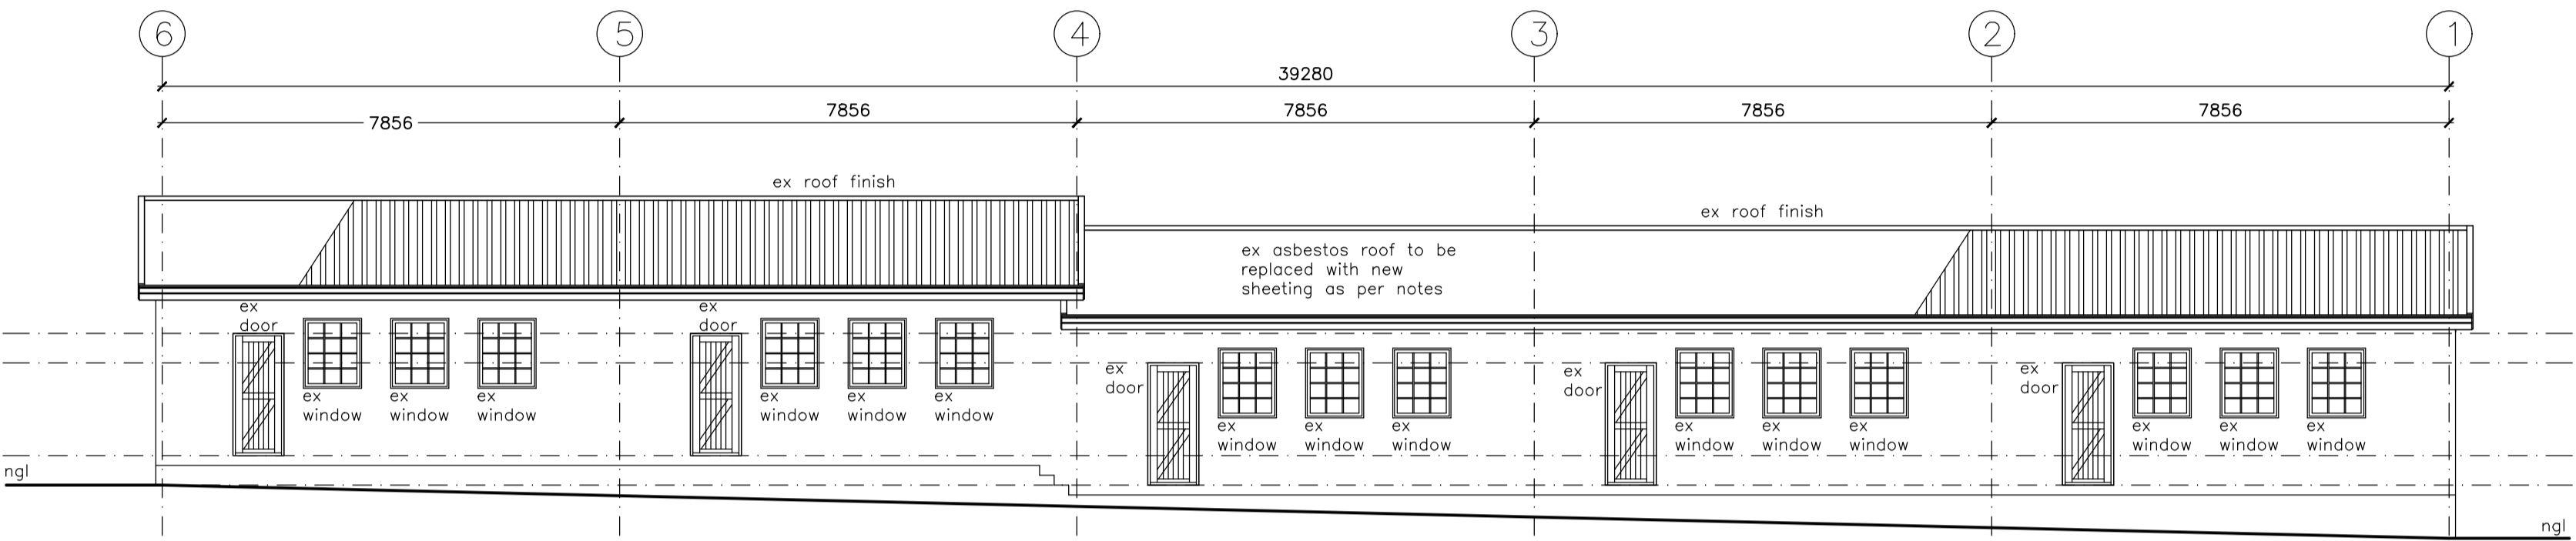 6 5 4 3 2 1
39280
7856 7856 7856 7856 7856
ex roof finish
ex roof finish
ex asbestos roof to be
replaced with new
sheeting as per notes
ex
door
ex
window
ex
window
ex
window
ex
door
ex
window
ex
window
ex
window
ex
door
ex
window
ex
window
ex
window
ex
door
ex
window
ex
window
ex
window
ex
door
ex
window
ex
window
ex
window
ngl
ngl